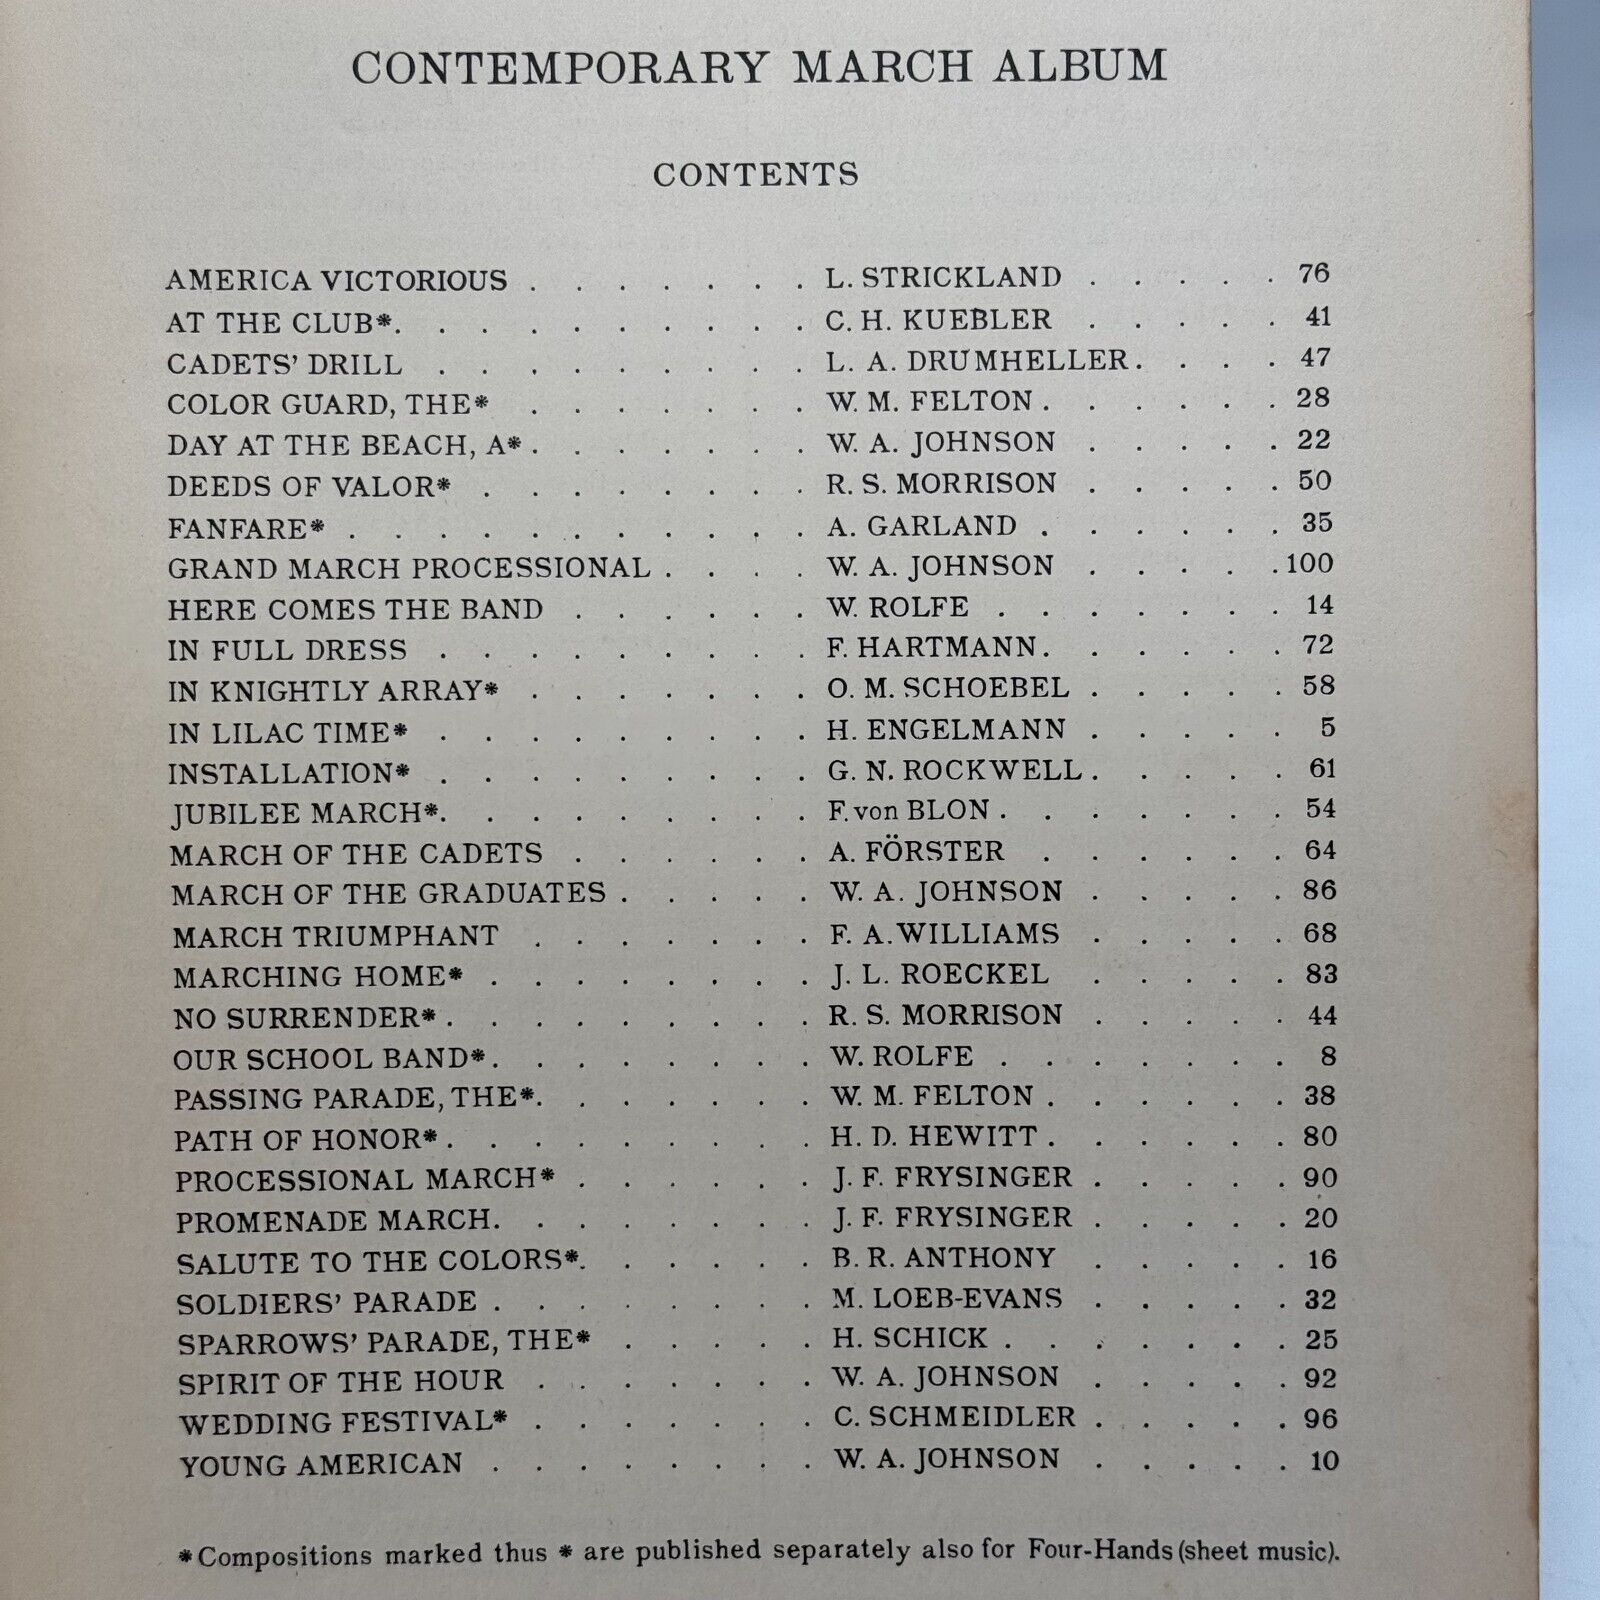 CONTEMPORARY MARCH ALBUM
CONTENTS
AMERICA VICTORIOUS . . . . . . . L. STRICKLAND . . . . . 76
AT THE CLUB*. . . . . . . . . . C. H. KUEBLER . . . . . 41
CADETS' DRILL . . . . . . . . . L. A. DRUMHELLER. . . . 47
COLOR GUARD, THE* . . . . . . . W. M. FELTON . . . . . . 28
DAY AT THE BEACH, A* . . . . . . . W. A. JOHNSON . . . . . 22
DEEDS OF VALOR* . . . . . . . . R. S. MORRISON . . . . . 50
FANFARE* . . . . . . . . . . . A. GARLAND . . . . . . 35
GRAND MARCH PROCESSIONAL . . . . W. A. JOHNSON . . . . . 100
HERE COMES THE BAND . . . . . . W. ROLFE . . . . . . . 14
IN FULL DRESS . . . . . . . . . F. HARTMANN. . . . . . 72
IN KNIGHTLY ARRAY* . . . . . . . O. M. SCHOEBEL . . . . . 58
IN LILAC TIME* . . . . . . . . . H. ENGELMANN . . . . . 5
INSTALLATION* . . . . . . . . . G. N. ROCKWELL . . . . . 61
JUBILEE MARCH*. . . . . . . . . F. von BLON . . . . . . . 54
MARCH OF THE CADETS . . . . . . A. FÖRSTER . . . . . . 64
MARCH OF THE GRADUATES . . . . . W. A. JOHNSON . . . . . 86
MARCH TRIUMPHANT . . . . . . . F. A. WILLIAMS . . . . . 68
MARCHING HOME* . . . . . . . . J. L. ROECKEL . . . . . 83
NO SURRENDER* . . . . . . . . . R. S. MORRISON . . . . . 44
OUR SCHOOL BAND*. . . . . . . . W. ROLFE . . . . . . . 8
PASSING PARADE, THE*. . . . . . . W. M. FELTON . . . . . . 38
PATH OF HONOR* . . . . . . . . . H. D. HEWITT . . . . . . 80
PROCESSIONAL MARCH* . . . . . . J. F. FRYSINGER . . . . . 90
PROMENADE MARCH. . . . . . . . J. F. FRYSINGER . . . . . 20
SALUTE TO THE COLORS*. . . . . . B. R. ANTHONY . . . . . 16
SOLDIERS' PARADE . . . . . . . . M. LOEB-EVANS . . . . . 32
SPARROWS' PARADE, THE* . . . . . H. SCHICK . . . . . . . 25
SPIRIT OF THE HOUR . . . . . . . W. A. JOHNSON . . . . . 92
WEDDING FESTIVAL* . . . . . . . C. SCHMEIDLER . . . . . 96
YOUNG AMERICAN . . . . . . . . W. A. JOHNSON . . . . . 10
*Compositions marked thus * are published separately also for Four-Hands (sheet music).